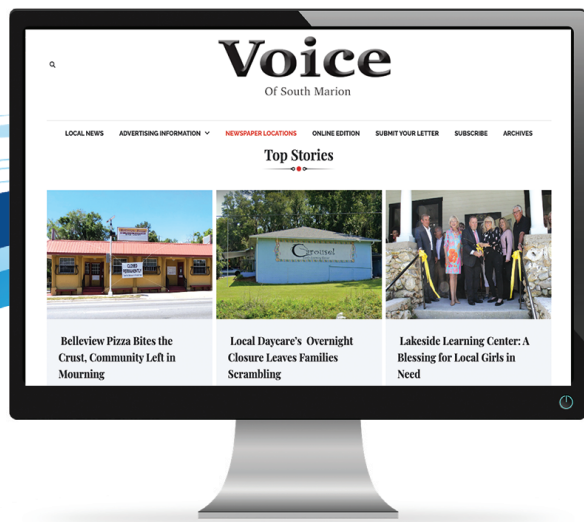 Voice
Of South Marion
LOCAL NEWS ADVERTISING INFORMATION NEWSPAPER LOCATIONS ONLINE EDITION SUBMIT YOUR LETTER SUBSCRIBE ARCHIVES
Top Stories
CLOSED
PERMANENTLY
Carousel
Belleview Pizza Bites the
Crust, Community Left in
Mourning
Local Daycare's Overnight
Closure Leaves Families
Scrambling
Lakeside Learning Center: A
Blessing for Local Girls in
Need